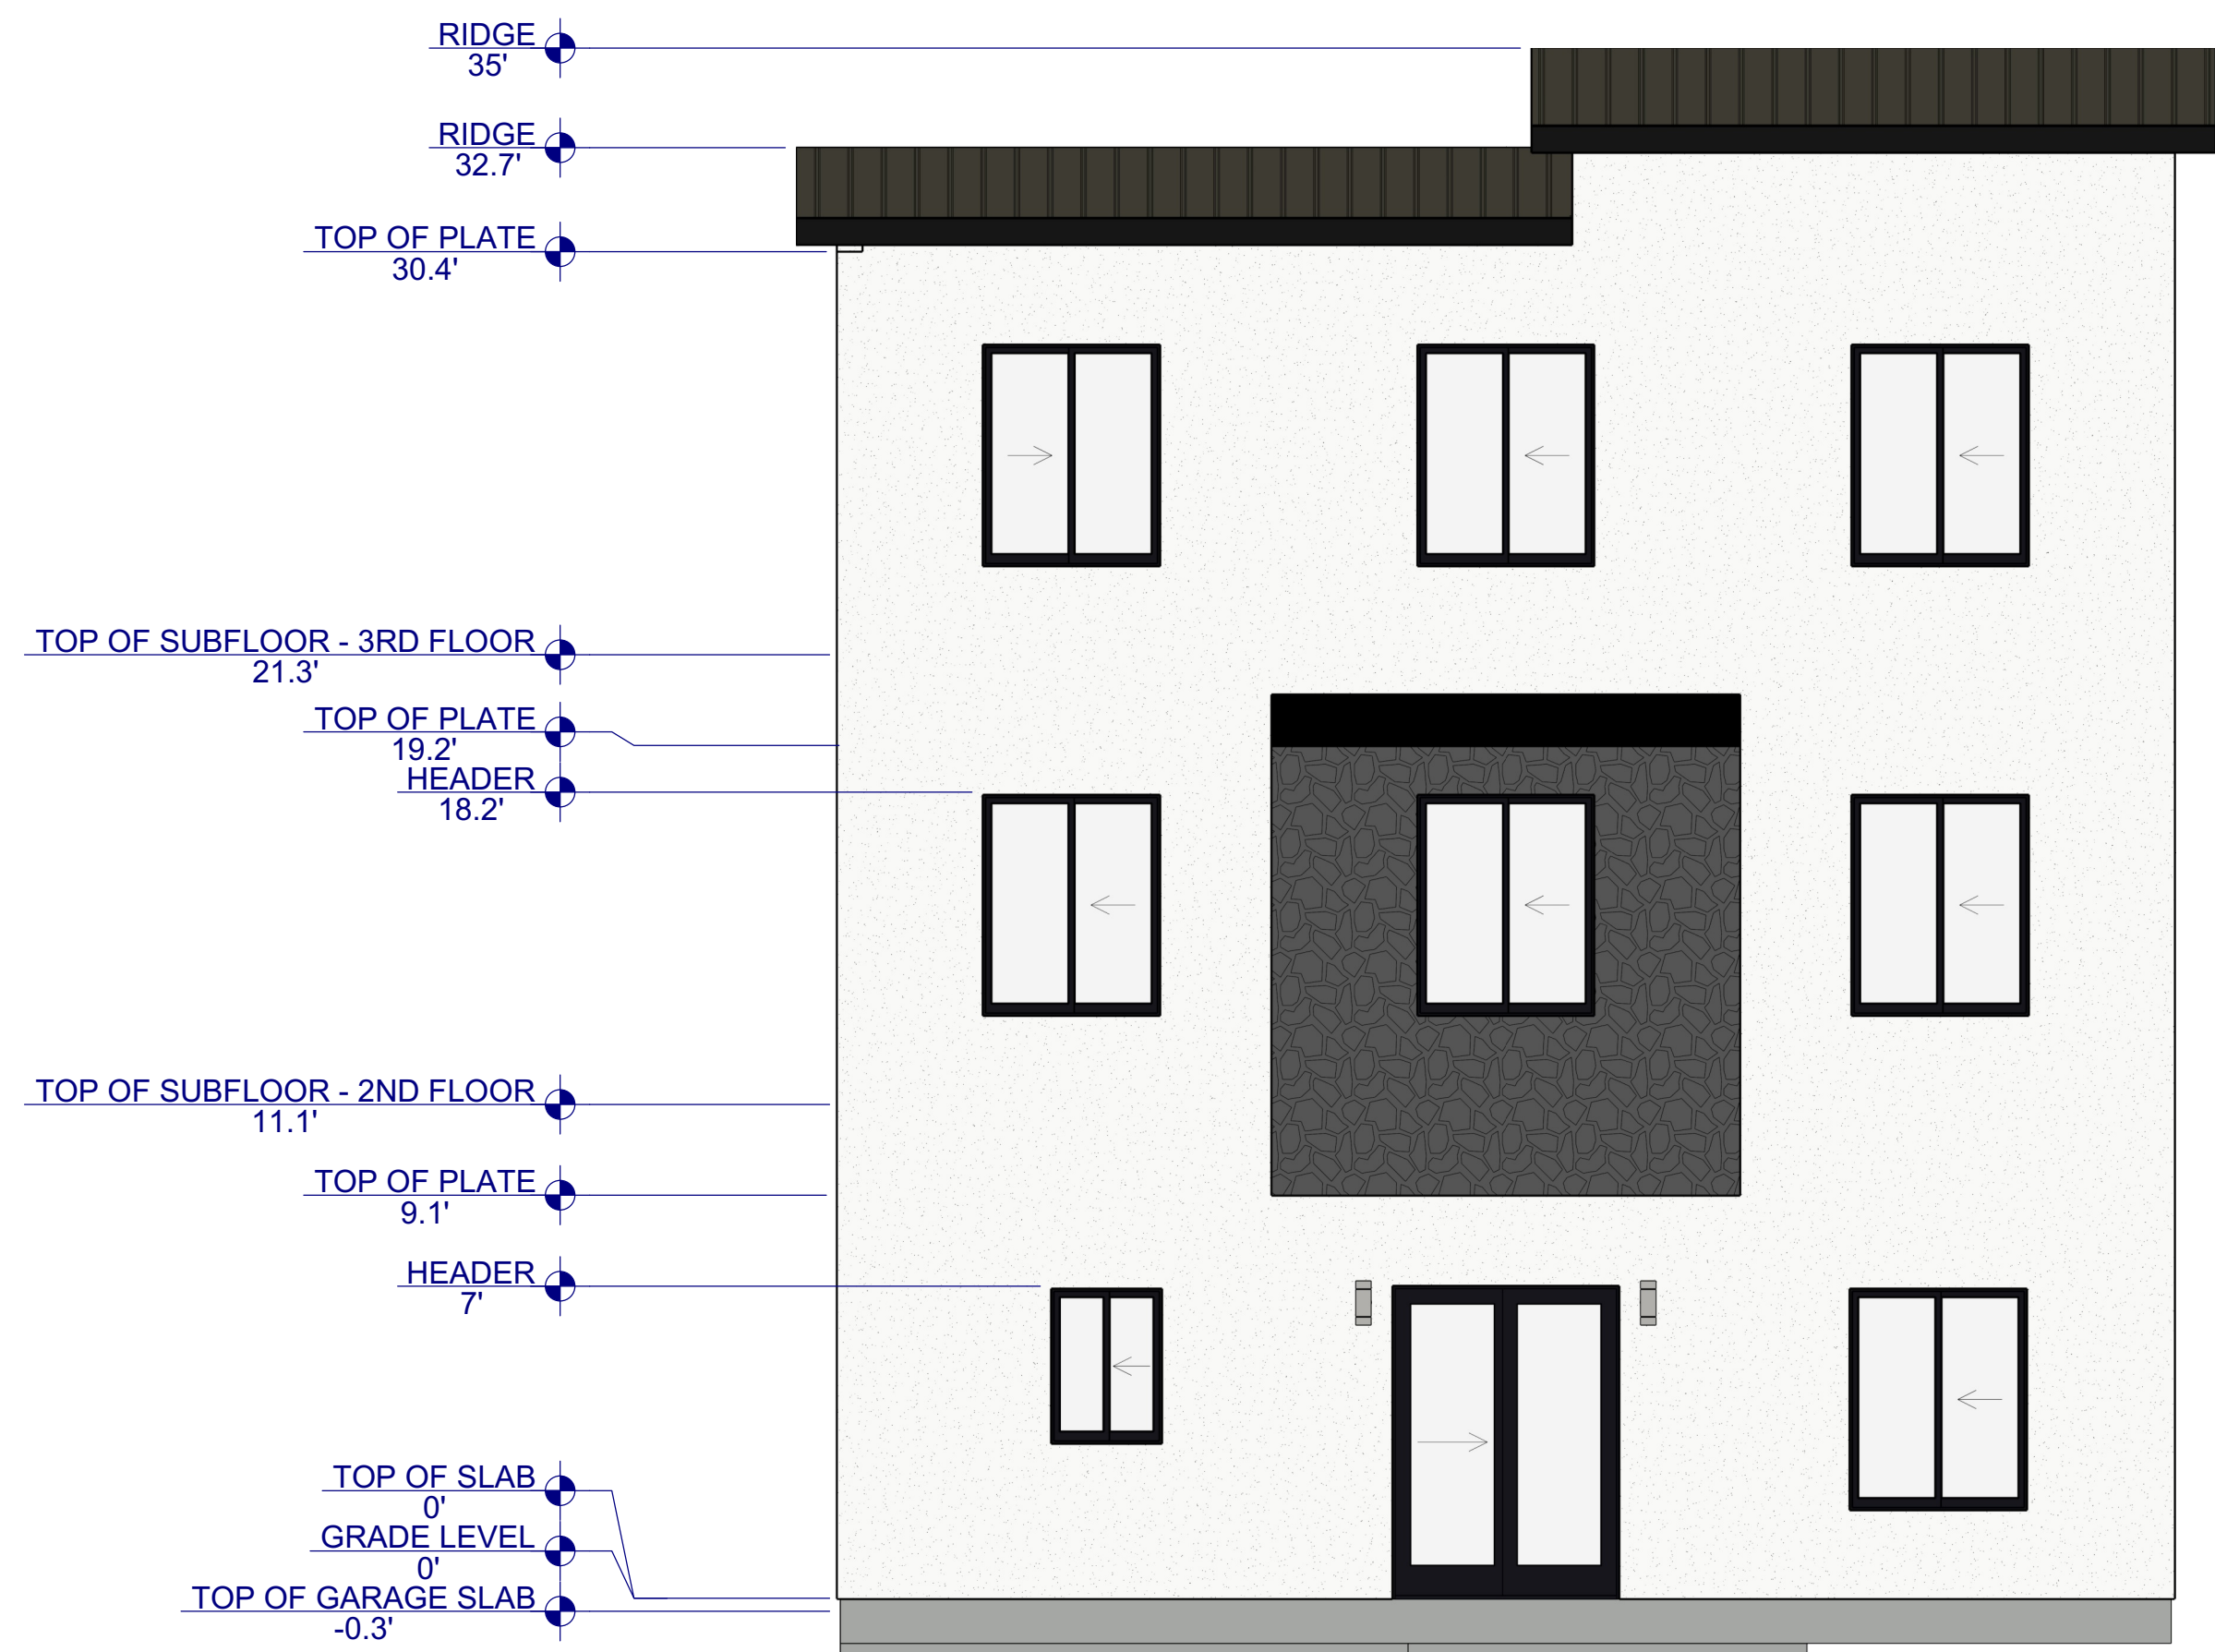 RIDGE
35'
RIDGE
32.7'
TOP OF PLATE
30.4'
TOP OF SUBFLOOR - 3RD FLOOR
21.3'
TOP OF PLATE
19.2'
HEADER
18.2'
TOP OF SUBFLOOR - 2ND FLOOR
11.1'
TOP OF PLATE
9.1'
HEADER
7'
TOP OF SLAB
0'
GRADE LEVEL
0'
TOP OF GARAGE SLAB
-0.3'